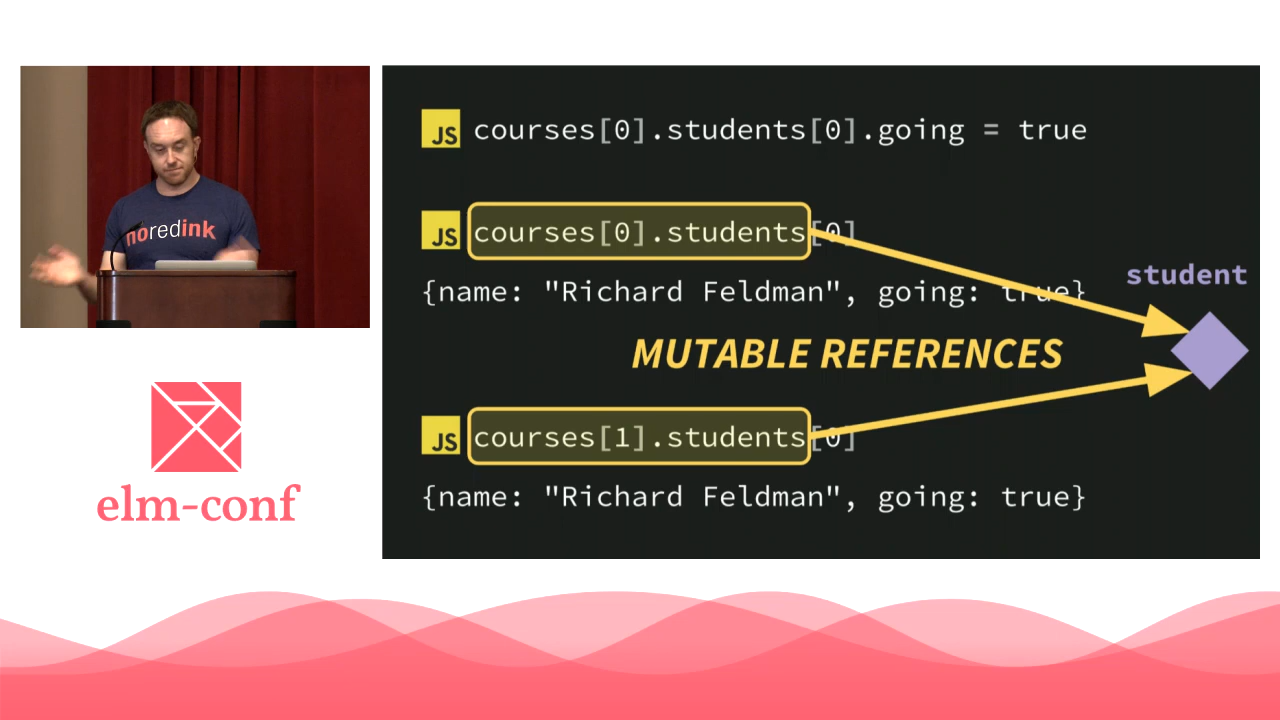 noredink
elm-conf
JS courses[0].students[0].going = true
JS courses[0].students[0]
{name: "Richard Feldman", going: true}
student
MUTABLE REFERENCES
JS courses[1].students[0]
{name: "Richard Feldman", going: true}